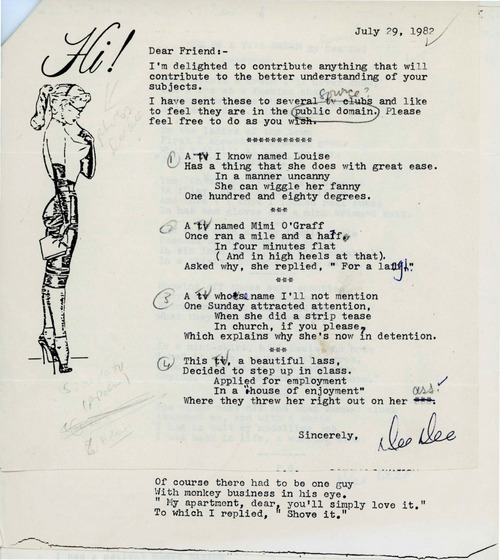 July 29, 1982
Hi!
Dear Friend:-
I'm delighted to contribute anything that will
contribute to the better understanding of your
subjects.
source?
I have sent these to several tv clubs and like
to feel they are in the public domain. Please
feel free to do as you wish.
***********
1 A TV I know named Louise
Has a thing that she does with great ease.
In a manner uncanny
She can wiggle her fanny
One hundred and eighty degrees.
***
2 A tv named Mimi O'Graff
Once ran a mile and a half,
In four minutes flat
( And in high heels at that).
Asked why, she replied, " For a laugh."
***
3 A tv whose name I'll not mention
One Sunday attracted attention,
When she did a strip tease
In church, if you please,
Which explains why she's now in detention.
***
4 This tv, a beautiful lass,
Decided to step up in class.
Applied for employment
In a "house of enjoyment"
ass!
Where they threw her right out on her
Sincerely,
Dee Dee
Of course there had to be one guy
With monkey business in his eye.
" My apartment, dear, you'll simply love it."
To which I replied, " Shove it."